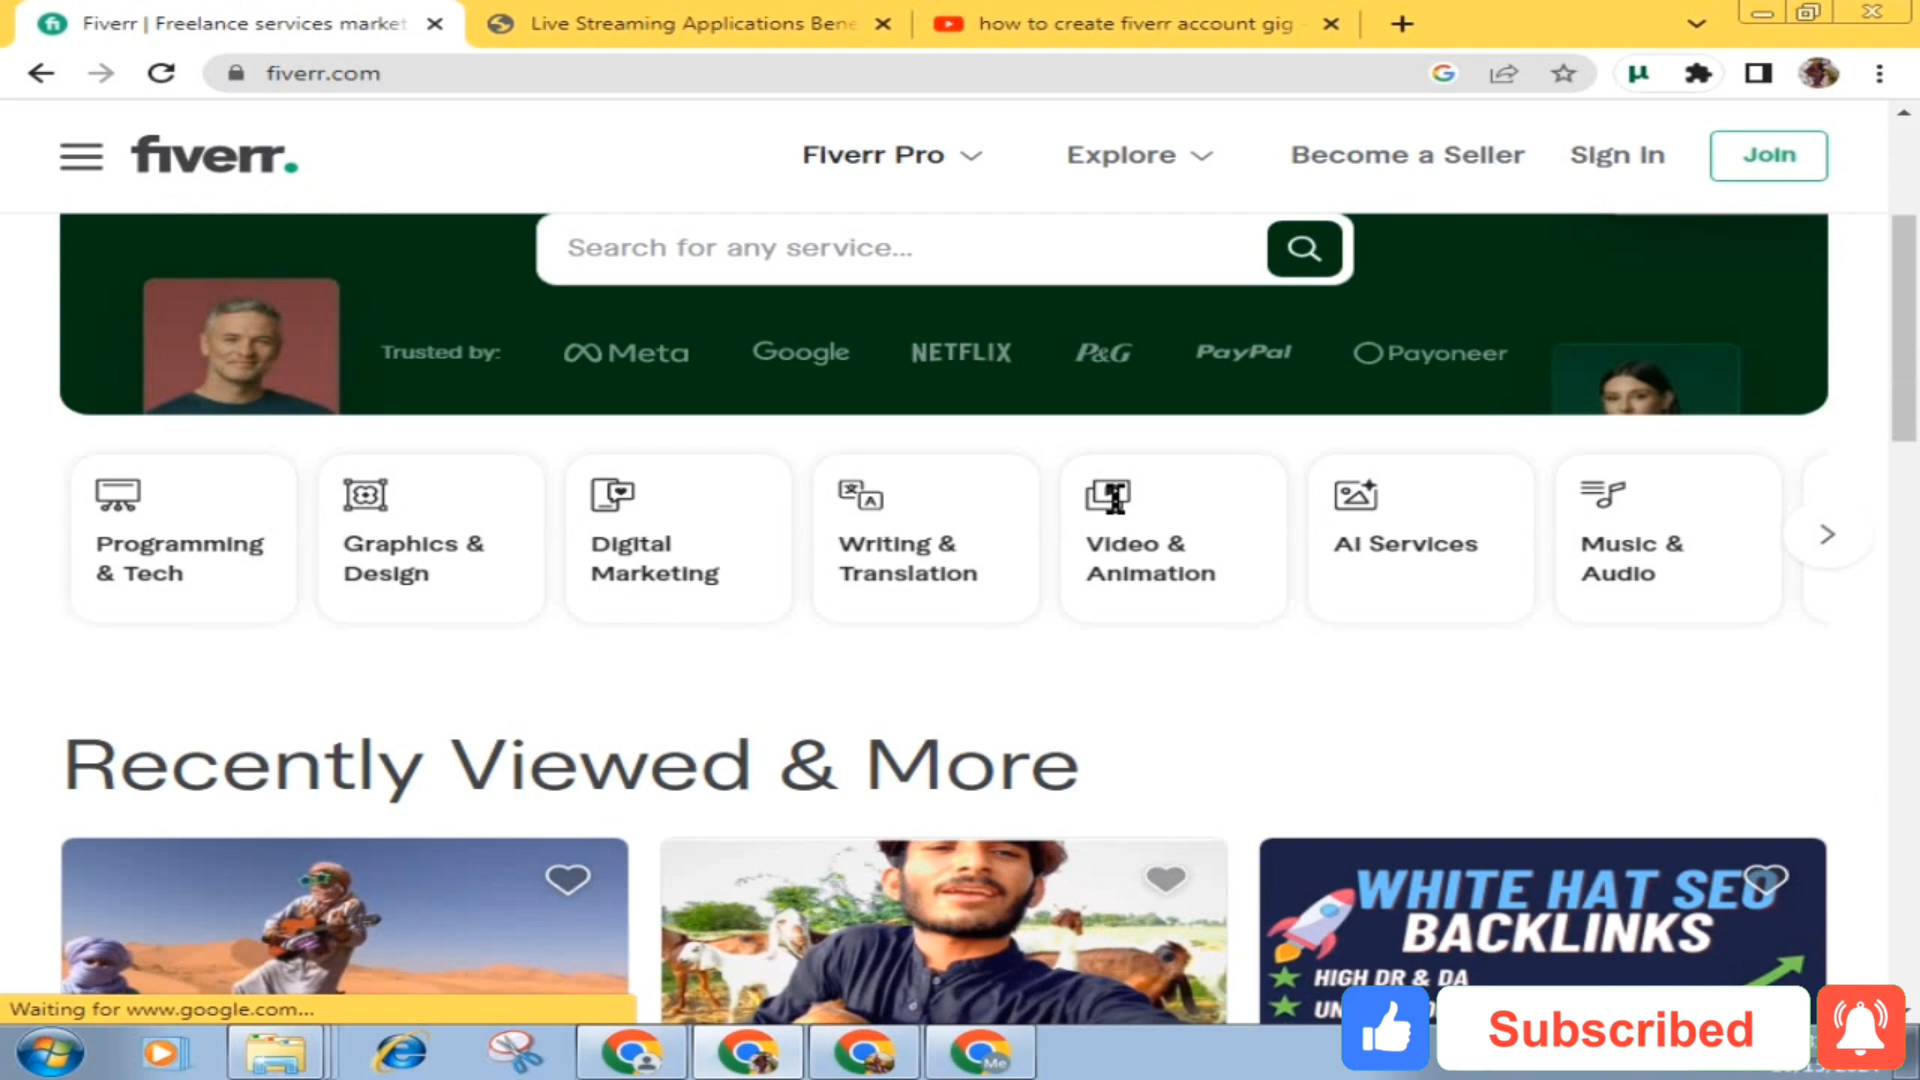 Fiverr | Freelance services market
Live Streaming Applications Bene
how to create fiverr account gig
fiverr.com
fiverr.
Fiverr Pro
Explore
Become a Seller
Sign In
Join
Search for any service...
Trusted by:
Meta
Google
NETFLIX
P&G
PayPal
Payoneer
Programming
& Tech
Graphics &
Design
Digital
Marketing
Writing &
Translation
Video &
Animation
AI Services
Music &
Audio
Recently Viewed & More
WHITE HAT SEO
BACKLINKS
HIGH DR & DA
Waiting for www.google.com...
Me
Subscribed